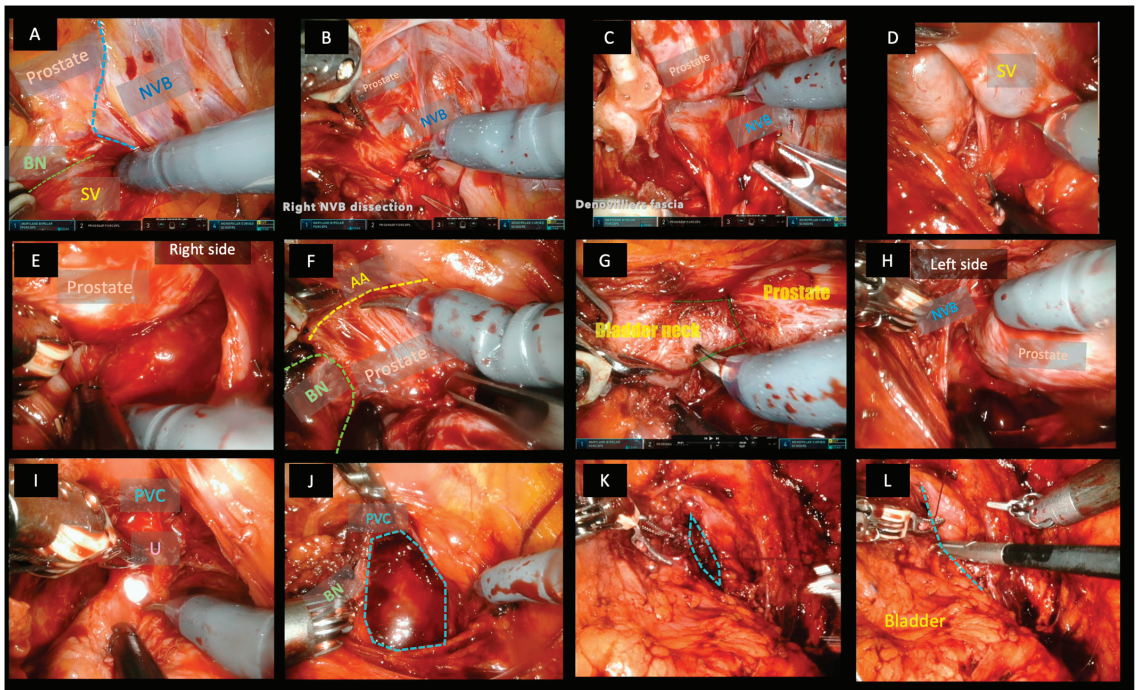 A
Prostate
NVB
BN
SV
B
Prostate
NVB
Right NVB dissection
C
Prostate
NVB
Denovilliers fascia
D
SV
E
Right side
Prostate
F
AA
Prostate
BN
G
Prostate
Bladder neck
H
Left side
NVB
Prostate
I
PVC
U
J
PVC
BN
K
L
Bladder